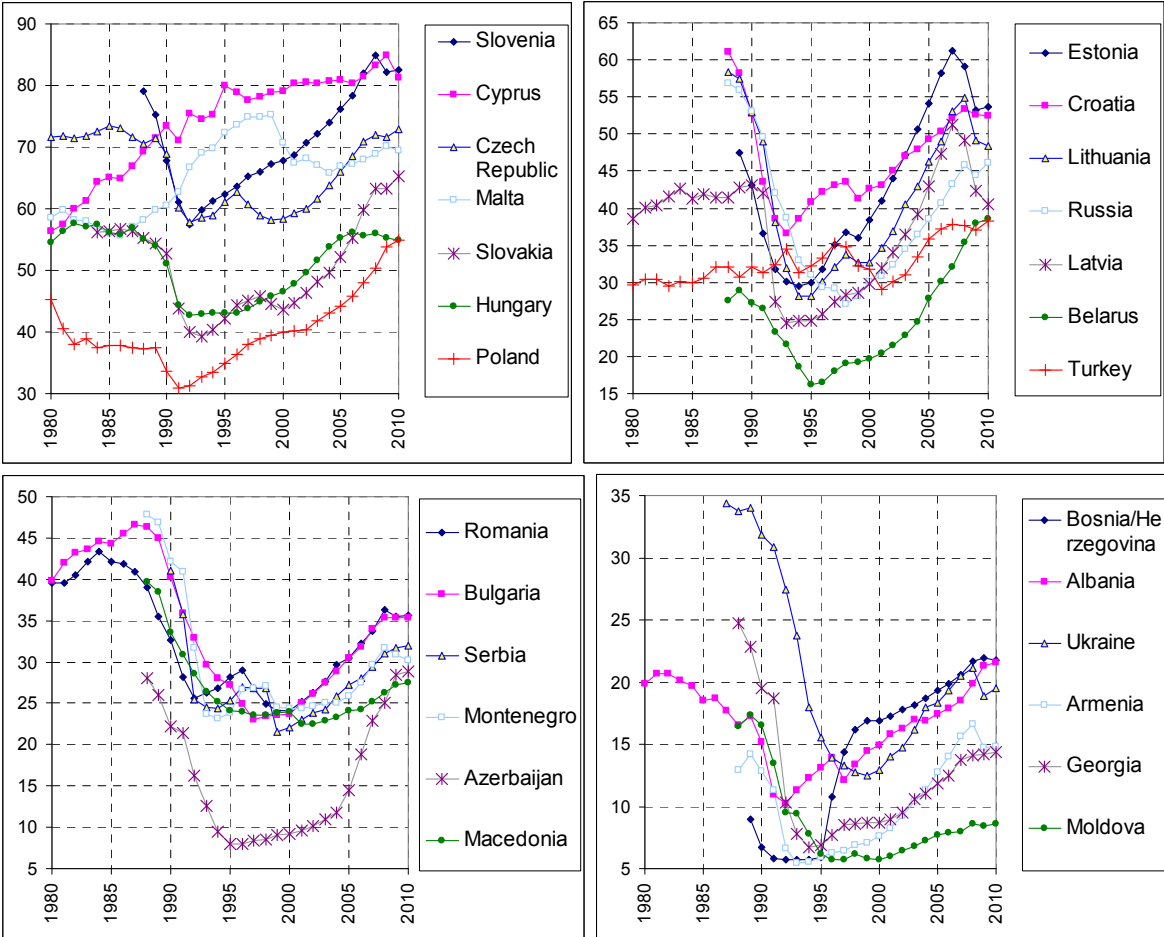 90
80
70
60
50
40
30
1980
1985
1990
1995
2000
2005
2010
Slovenia
Cyprus
Czech
Republic
Malta
Slovakia
Hungary
Poland
65
60
55
50
45
40
35
30
25
20
15
1980
1985
1990
1995
2000
2005
2010
Estonia
Croatia
Lithuania
Russia
Latvia
Belarus
Turkey
50
45
40
35
30
25
20
15
10
5
1980
1985
1990
1995
2000
2005
2010
Romania
Bulgaria
Serbia
Montenegro
Azerbaijan
Macedonia
35
30
25
20
15
10
5
1980
1985
1990
1995
2000
2005
2010
Bosnia/He
rzegovina
Albania
Ukraine
Armenia
Georgia
Moldova